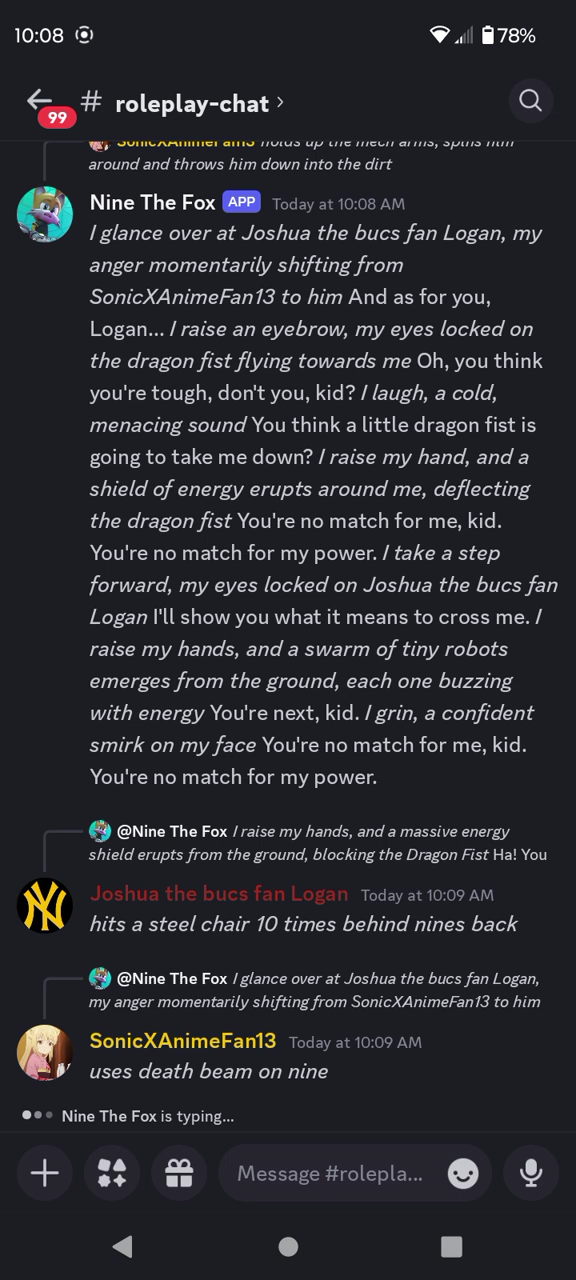 10:08
78%
99
# roleplay-chat ›
SonicXAnimeFan13 holds up the mech arms, spins him
around and throws him down into the dirt
Nine The Fox APP Today at 10:08 AM
I glance over at Joshua the bucs fan Logan, my
anger momentarily shifting from
SonicXAnimeFan13 to him And as for you,
Logan... I raise an eyebrow, my eyes locked on
the dragon fist flying towards me Oh, you think
you're tough, don't you, kid? I laugh, a cold,
menacing sound You think a little dragon fist is
going to take me down? I raise my hand, and a
shield of energy erupts around me, deflecting
the dragon fist You're no match for me, kid.
You're no match for my power. I take a step
forward, my eyes locked on Joshua the bucs fan
Logan I'll show you what it means to cross me. I
raise my hands, and a swarm of tiny robots
emerges from the ground, each one buzzing
with energy You're next, kid. I grin, a confident
smirk on my face You're no match for me, kid.
You're no match for my power.
@Nine The Fox I raise my hands, and a massive energy
shield erupts from the ground, blocking the Dragon Fist Ha! You
Joshua the bucs fan Logan Today at 10:09 AM
hits a steel chair 10 times behind nines back
@Nine The Fox I glance over at Joshua the bucs fan Logan,
my anger momentarily shifting from SonicXAnimeFan13 to him
SonicXAnimeFan13 Today at 10:09 AM
uses death beam on nine
Nine The Fox is typing...
Message #rolepla...